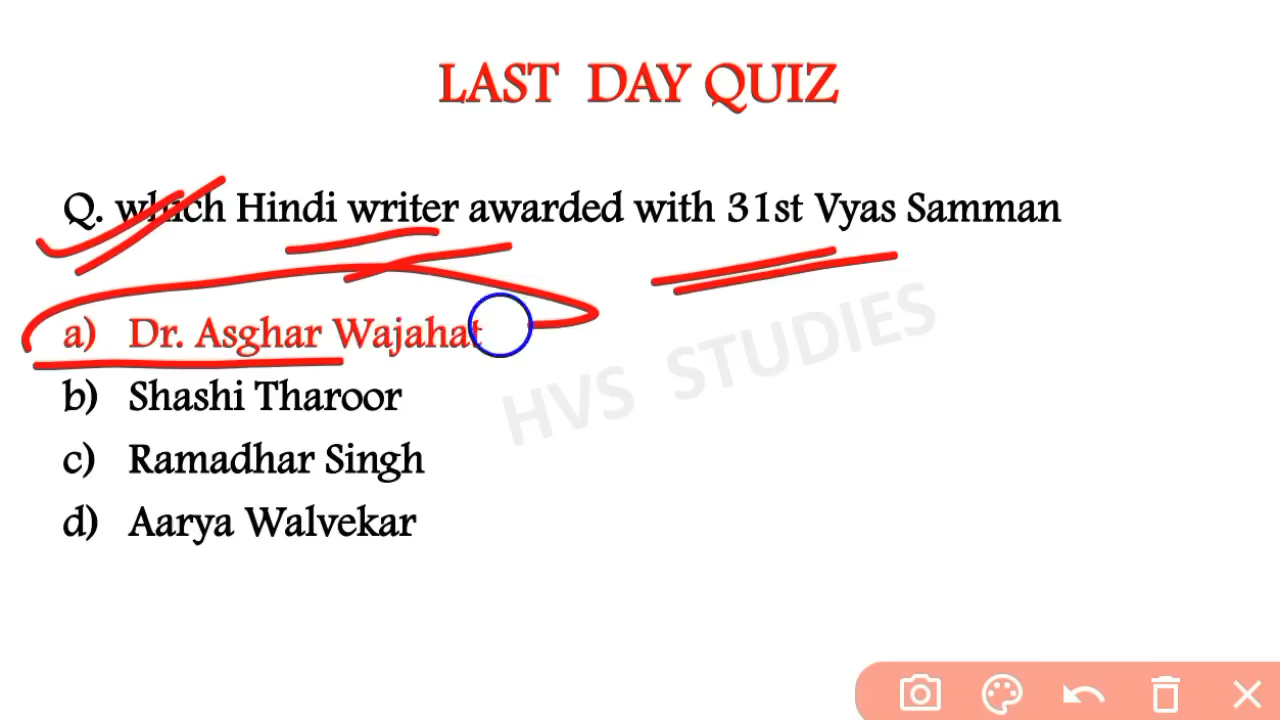 LAST DAY QUIZ
Q. which Hindi writer awarded with 31st Vyas Samman
a) Dr. Asghar Wajahat
b) Shashi Tharoor
c) Ramadhar Singh
d) Aarya Walvekar
HVS STUDIES